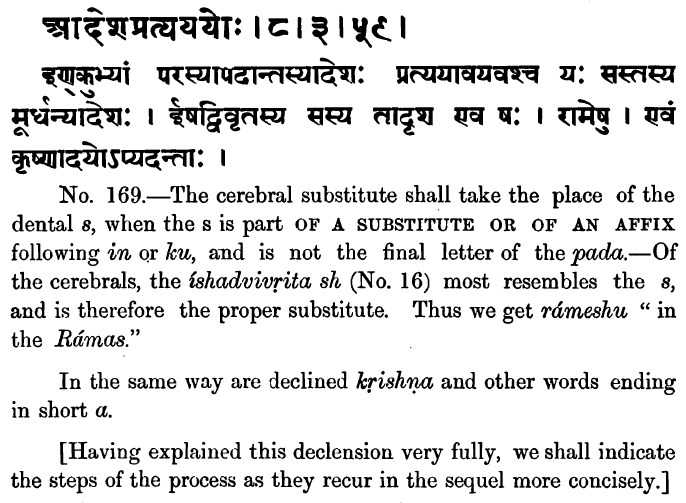 आदेशप्रत्यययोः । ८ । ३ । ५९ ।
इण्कुभ्यां परस्यापदान्तस्यादेशः प्रत्ययावयवश्च यः सस्तस्य
मूर्धन्यादेशः । ईषद्विवृतस्य सस्य तादृश एव षः । रामेषु । एवं
कृष्णादयोऽप्यदन्ताः ।
No. 169.—The cerebral substitute shall take the place of the
dental s, when the s is part OF A SUBSTITUTE OR OF AN AFFIX
following in or ku, and is not the final letter of the pada.—Of
the cerebrals, the íshadvivṛita sh (No. 16) most resembles the s,
and is therefore the proper substitute. Thus we get rámeshu “ in
the Rámas.”
In the same way are declined kṛishṇa and other words ending
in short a.
[Having explained this declension very fully, we shall indicate
the steps of the process as they recur in the sequel more concisely.]